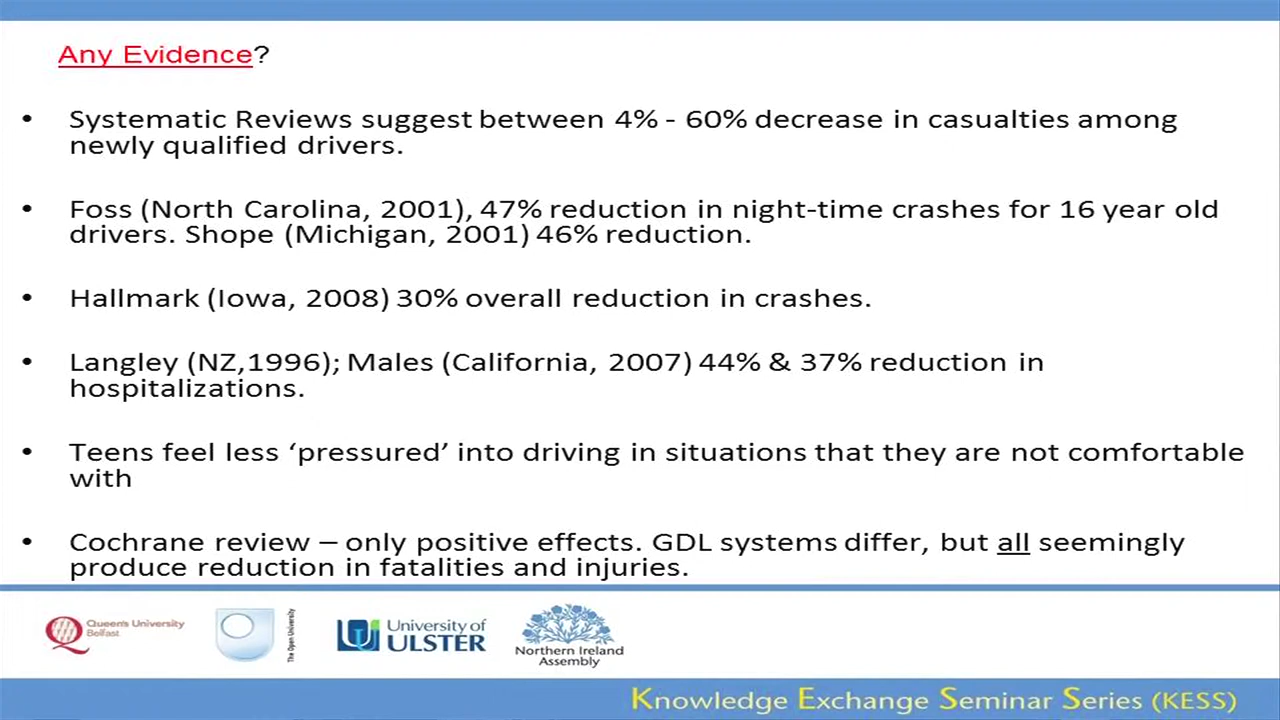 Any Evidence?
• Systematic Reviews suggest between 4% - 60% decrease in casualties among
newly qualified drivers.
• Foss (North Carolina, 2001), 47% reduction in night-time crashes for 16 year old
drivers. Shope (Michigan, 2001) 46% reduction.
• Hallmark (Iowa, 2008) 30% overall reduction in crashes.
• Langley (NZ,1996); Males (California, 2007) 44% & 37% reduction in
hospitalizations.
• Teens feel less ‘pressured’ into driving in situations that they are not comfortable
with
• Cochrane review – only positive effects. GDL systems differ, but all seemingly
produce reduction in fatalities and injuries.
Queen's University
Belfast
The Open University
University of
ULSTER
Northern Ireland
Assembly
Knowledge Exchange Seminar Series (KESS)